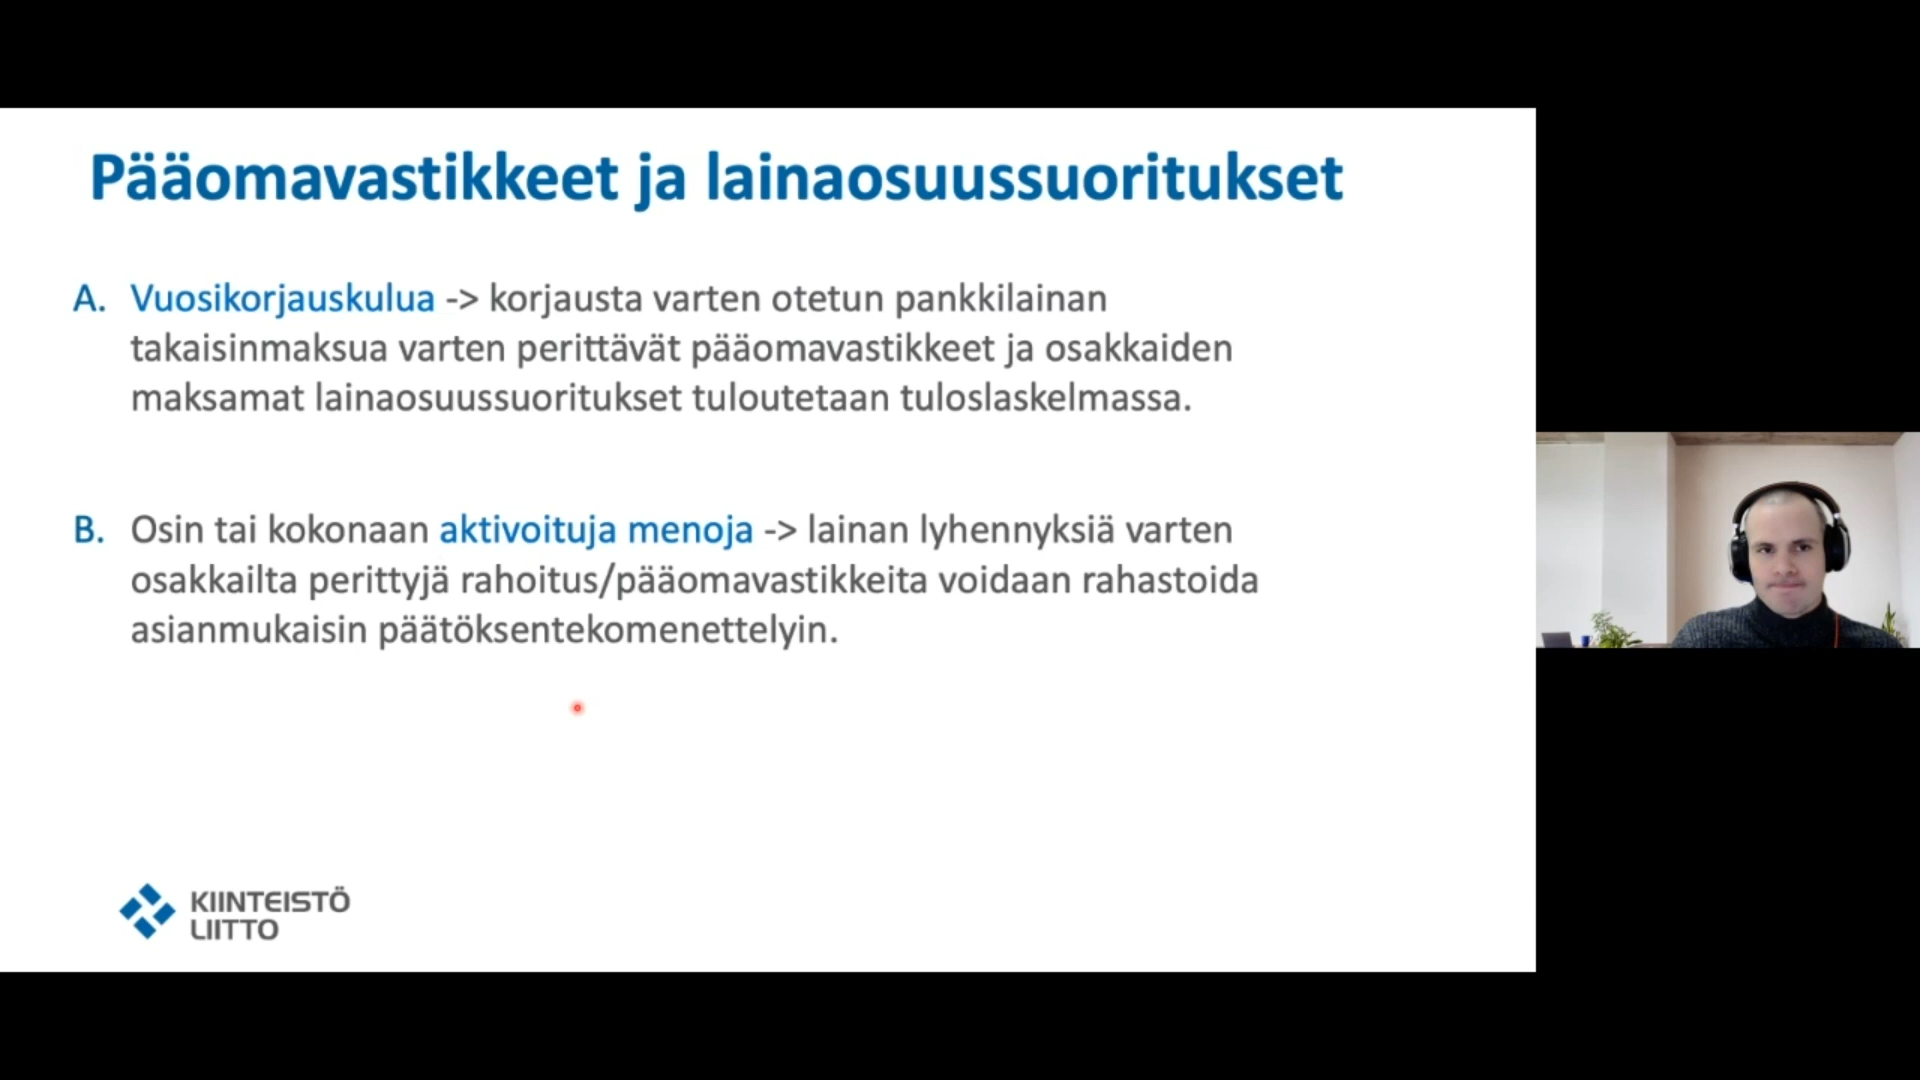 Pääomavastikkeet ja lainaosuussuoritukset
A. Vuosikorjauskulua -> korjausta varten otetun pankkilainan
takaisinmaksua varten perittävät pääomavastikkeet ja osakkaiden
maksamat lainaosuussuoritukset tuloutetaan tuloslaskelmassa.
B. Osin tai kokonaan aktivoituja menoja -> lainan lyhennyksiä varten
osakkailta perittyjä rahoitus/pääomavastikkeita voidaan rahastoida
asianmukaisin päätöksentekomenettelyin.
KIINTEISTÖ
LIITTO